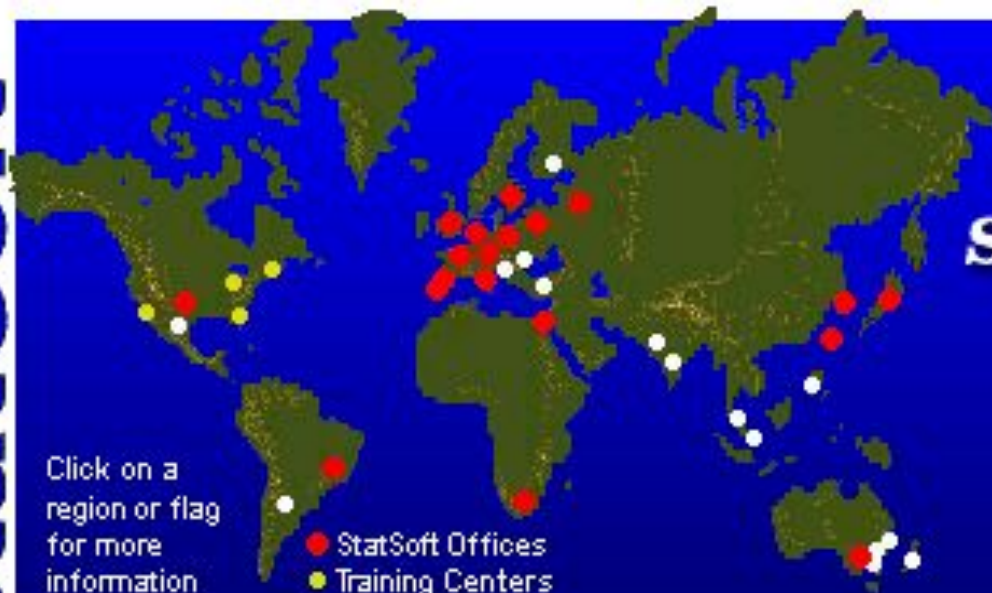 Click on a
region or flag
for more
information
StatSoft Offices
Training Centers